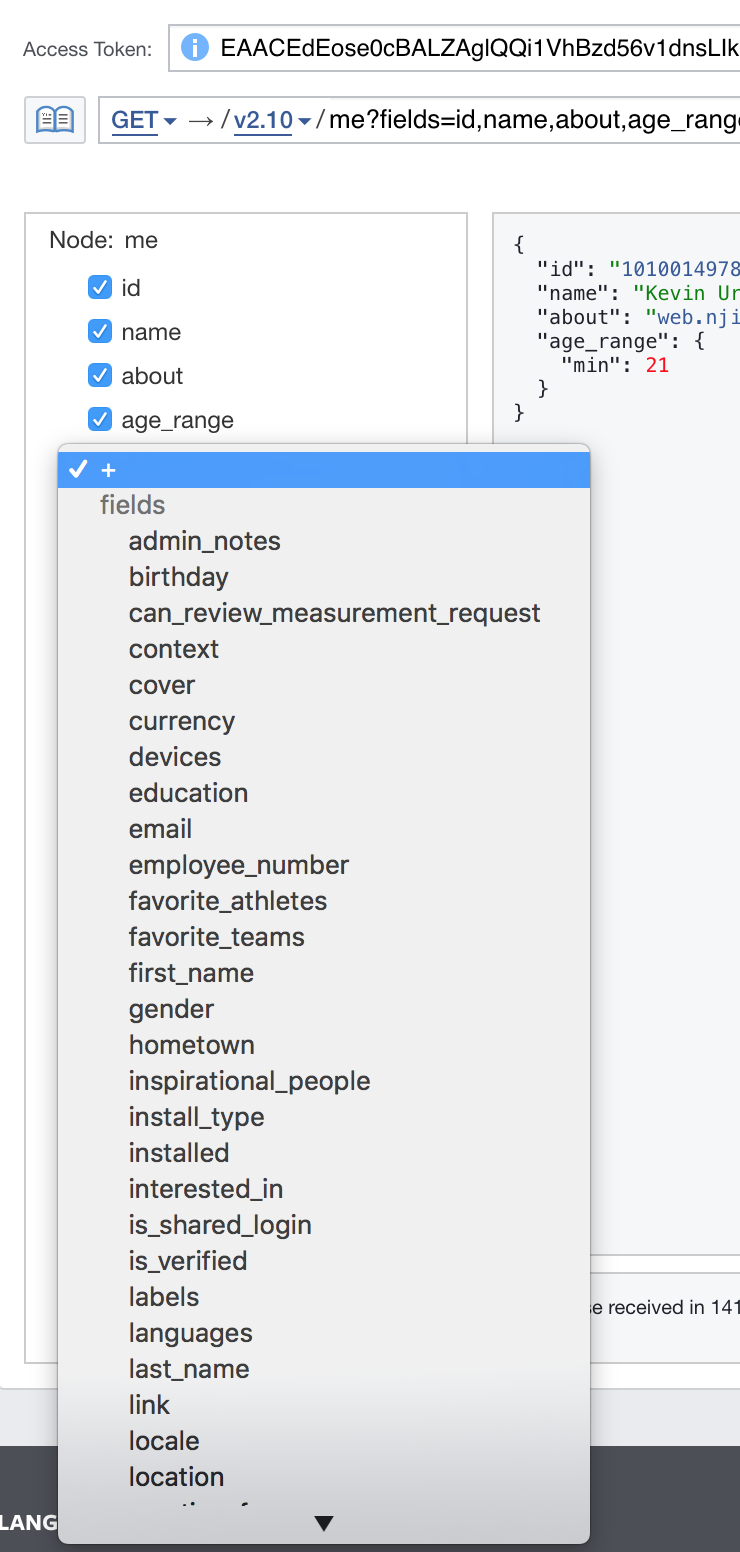 Access Token:
EAACEdEose0cBALZAglQQi1VhBzd56v1dnsLIk
GET → / v2.10 / me?fields=id,name,about,age_range
Node: me
id
name
about
age_range
{
"id": "1010014978
"name": "Kevin Ur
"about": "web.nji
"age_range": {
"min": 21
}
}
+
fields
admin_notes
birthday
can_review_measurement_request
context
cover
currency
devices
education
email
employee_number
favorite_athletes
favorite_teams
first_name
gender
hometown
inspirational_people
install_type
installed
interested_in
is_shared_login
is_verified
labels
languages
last_name
link
locale
location
se received in 141
LANG